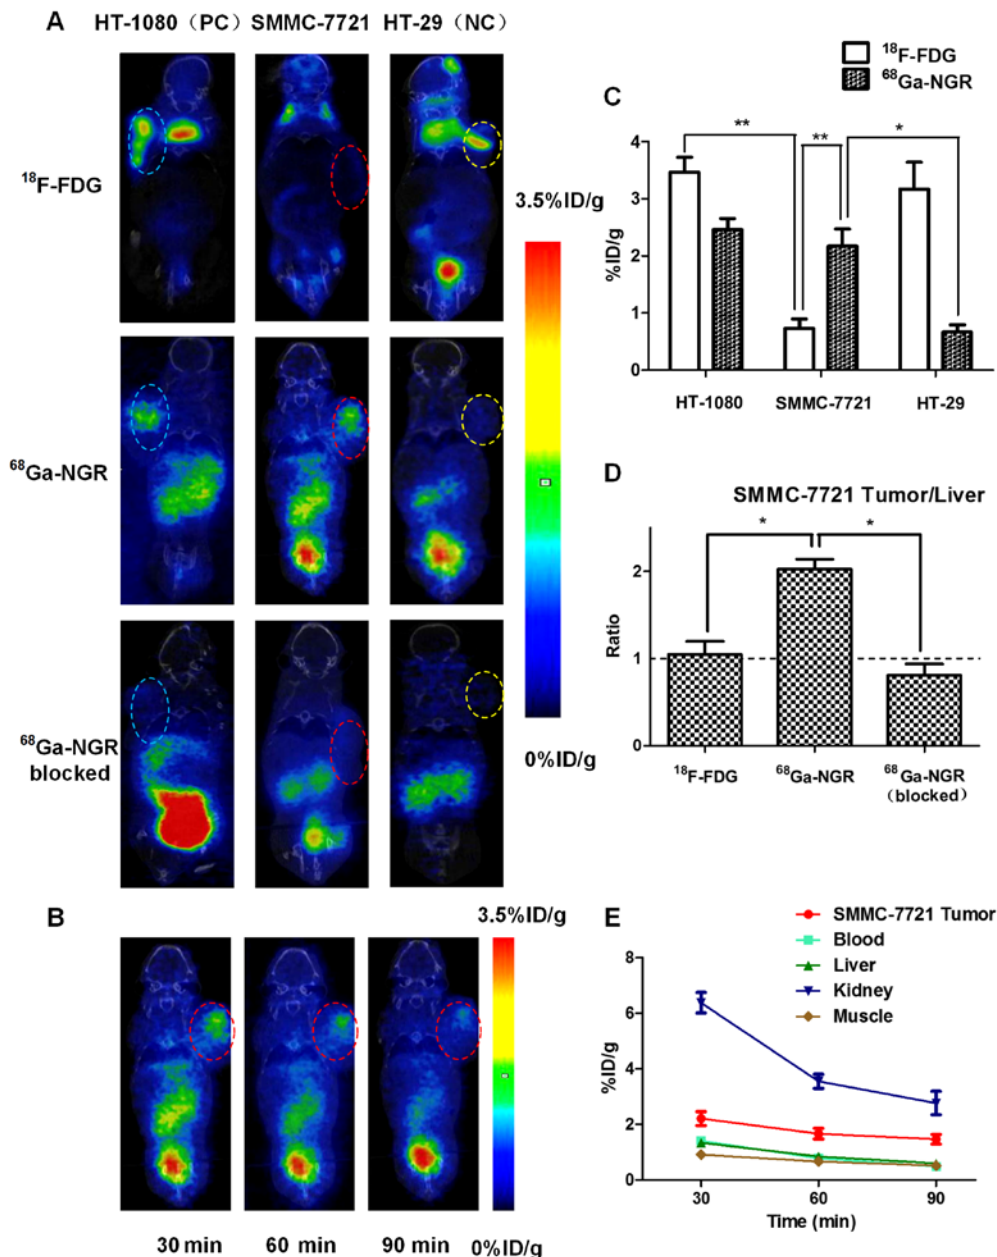 A
HT-1080（PC） SMMC-7721 HT-29（NC）
18F-FDG
68Ga-NGR
68Ga-NGR
blocked
3.5%ID/g
0%ID/g
B
3.5%ID/g
0%ID/g
30 min 60 min 90 min
C
18F-FDG
68Ga-NGR
** ** *
%ID/g
4
3
2
1
0
HT-1080 SMMC-7721 HT-29
D
SMMC-7721 Tumor/Liver
* *
Ratio
2
1
0
18F-FDG 68Ga-NGR 68Ga-NGR
（blocked）
E
SMMC-7721 Tumor
Blood
Liver
Kidney
Muscle
%ID/g
8
6
4
2
0
30 60 90
Time (min)